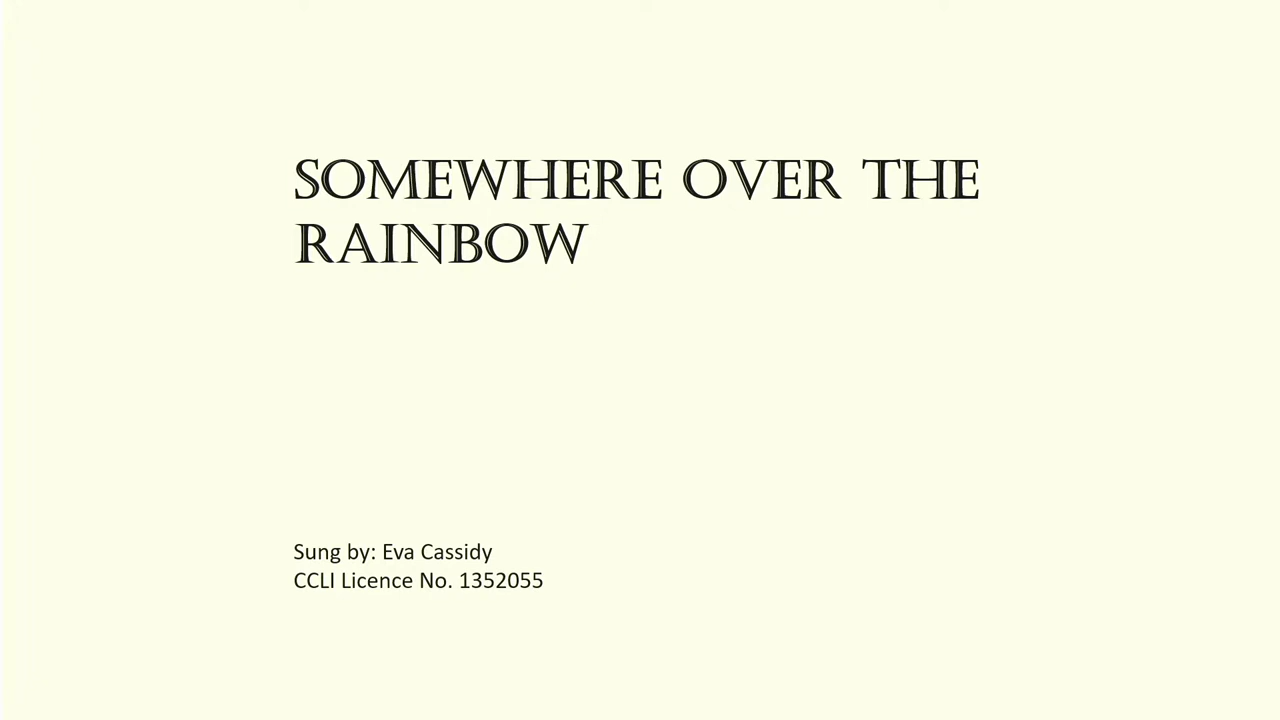 SOMEWHERE OVER THE
RAINBOW
Sung by: Eva Cassidy
CCLI Licence No. 1352055